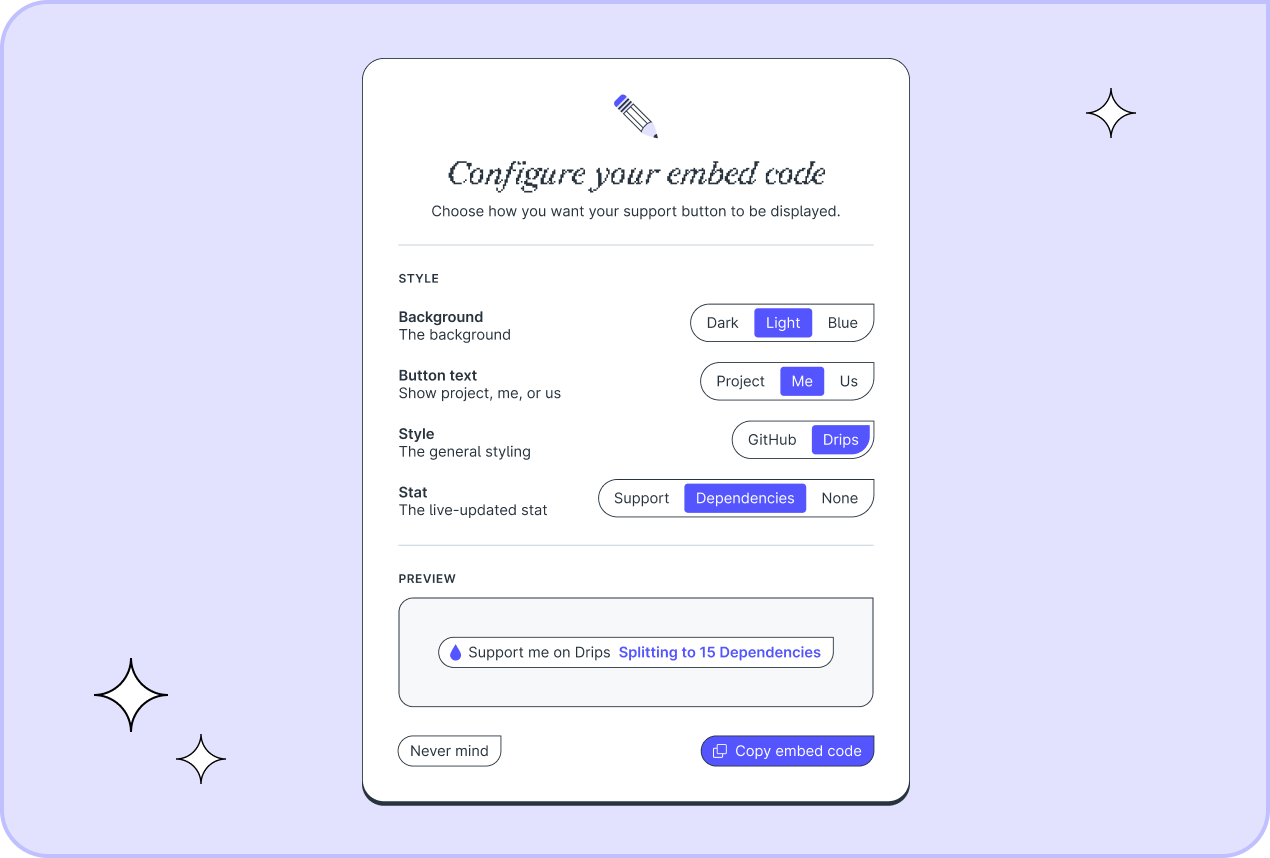 Configure your embed code
Choose how you want your support button to be displayed.
STYLE
Background
The background
Dark Light Blue
Button text
Show project, me, or us
Project Me Us
Style
The general styling
GitHub Drips
Stat
The live-updated stat
Support Dependencies None
PREVIEW
Support me on Drips Splitting to 15 Dependencies
Never mind
Copy embed code